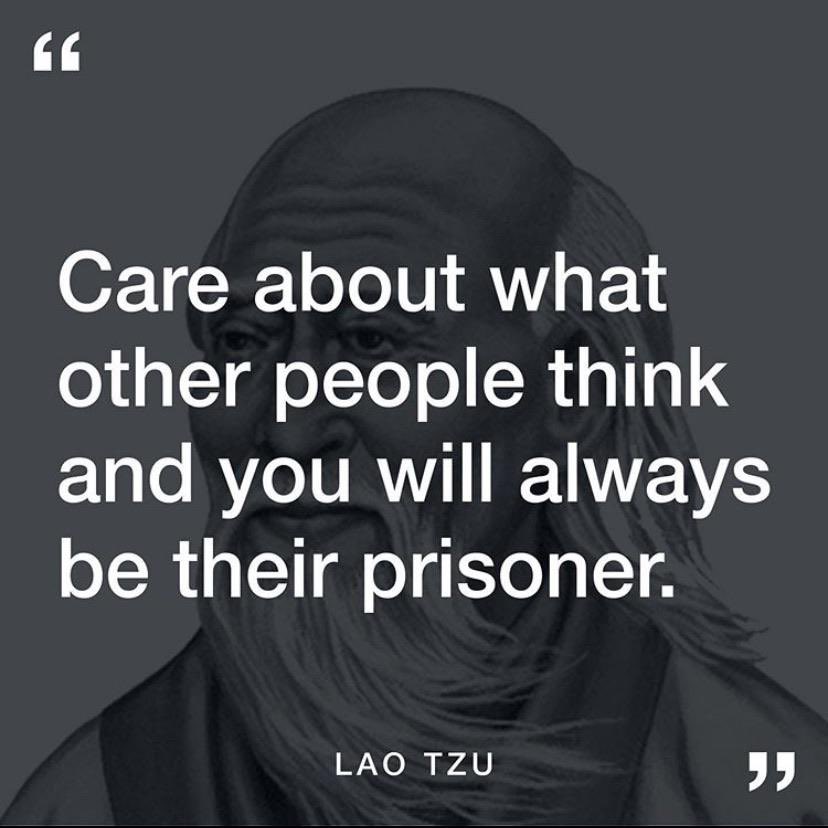 “
Care about what
other people think
and you will always
be their prisoner.
LAO TZU
”